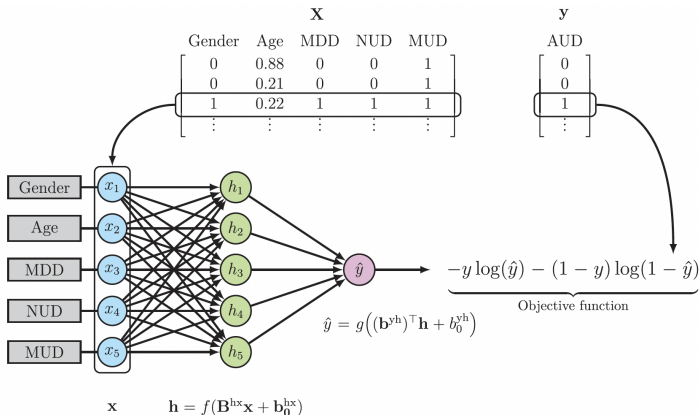 X y
Gender Age MDD NUD MUD AUD
0 0.88 0 0 1 0
0 0.21 0 0 1 0
1 0.22 1 1 1 1
⋮ ⋮ ⋮ ⋮ ⋮ ⋮
Gender x₁ h₁
Age x₂ h₂
MDD x₃ h₃ ŷ −y log(ŷ) − (1 − y) log(1 − ŷ)
Objective function
NUD x₄ h₄
ŷ = g((b^yh)^⊤ h + b₀^yh)
MUD x₅ h₅
x h = f(B^hx x + b₀^hx)